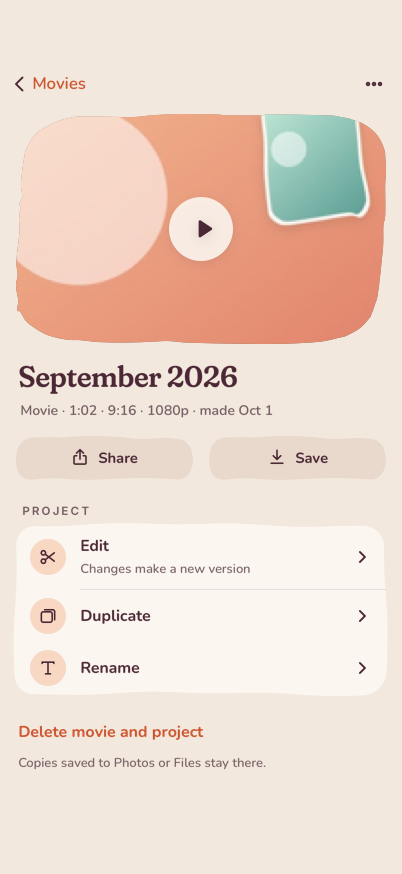 Movies
September 2026
Movie · 1:02 · 9:16 · 1080p · made Oct 1
Share
Save
PROJECT
Edit
Changes make a new version
Duplicate
Rename
Delete movie and project
Copies saved to Photos or Files stay there.